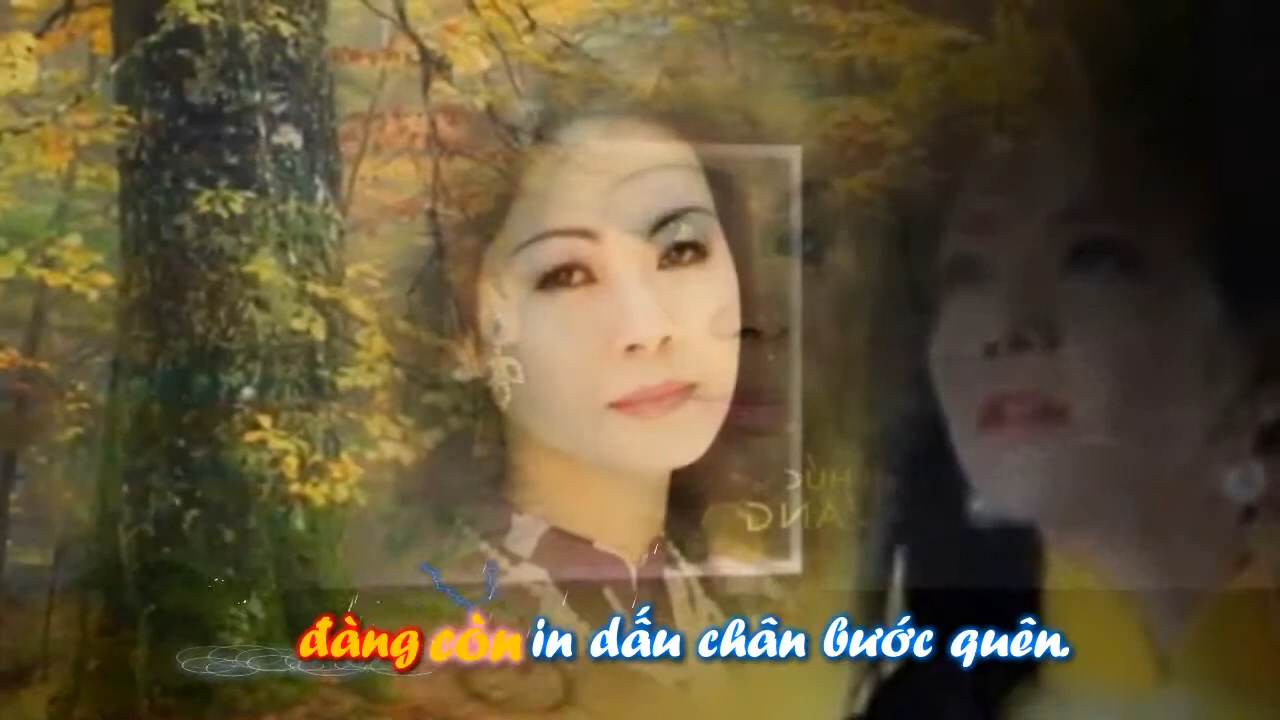 đàng còn in dấu chân bước quên.